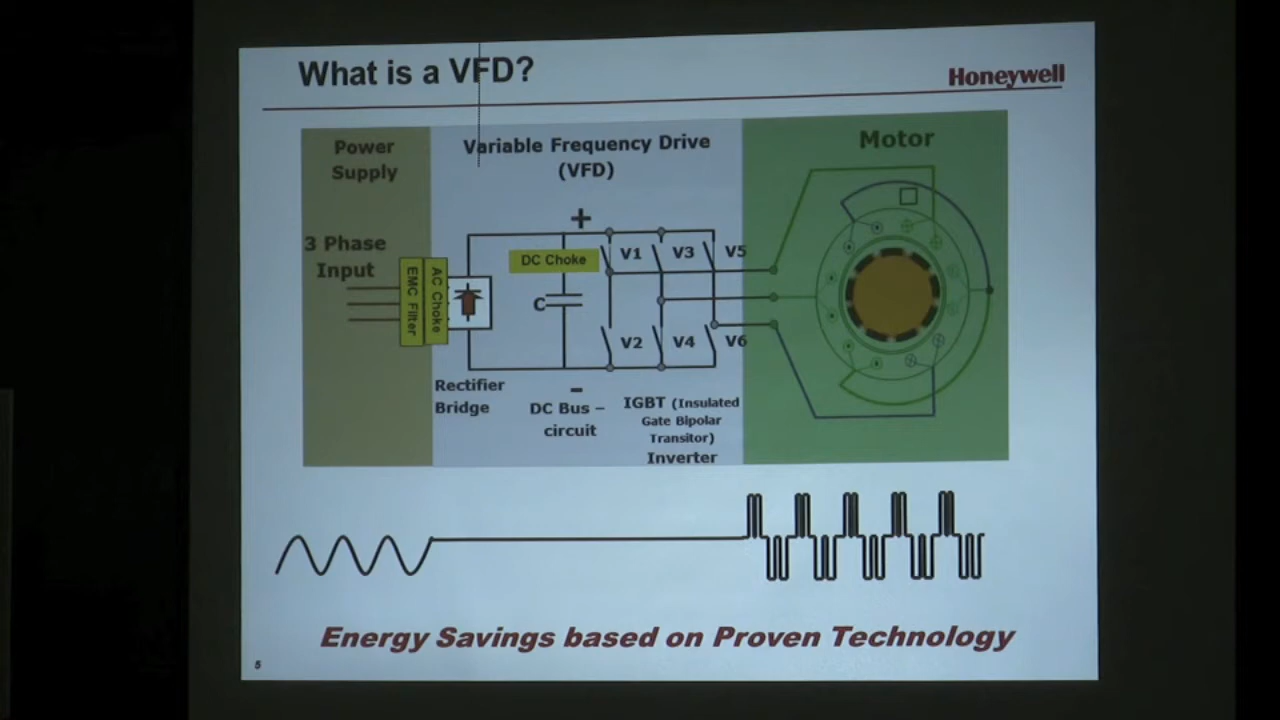 What is a VFD?
Honeywell
Power
Supply
Variable Frequency Drive
(VFD)
Motor
3 Phase
Input
EMC Filter
AC Choke
+
DC Choke
C
V1
V3
V5
V2
V4
V6
Rectifier
Bridge
-
DC Bus –
circuit
IGBT (Insulated
Gate Bipolar
Transitor)
Inverter
Energy Savings based on Proven Technology
5